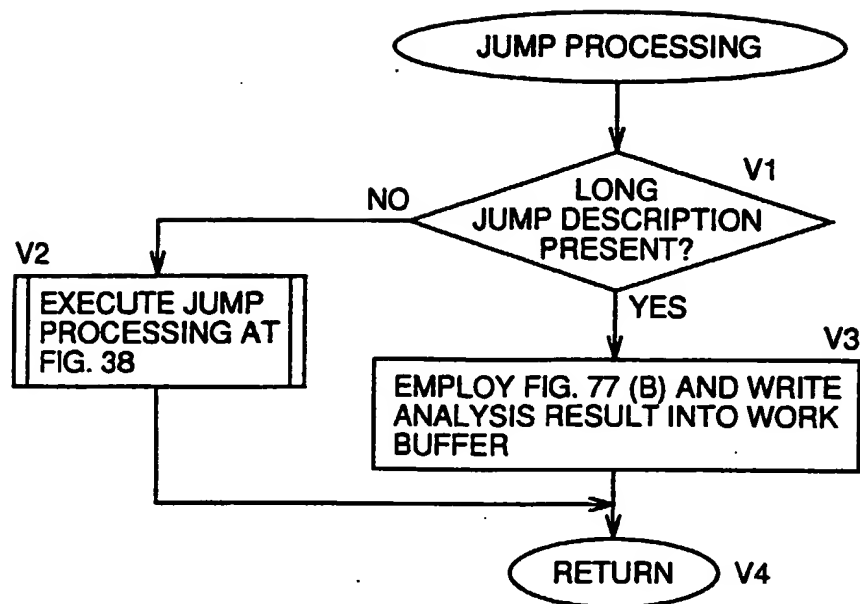 JUMP PROCESSING
V1
LONG
JUMP DESCRIPTION
PRESENT?
NO
V2
EXECUTE JUMP
PROCESSING AT
FIG. 38
YES
V3
EMPLOY FIG. 77 (B) AND WRITE
ANALYSIS RESULT INTO WORK
BUFFER
RETURN
V4